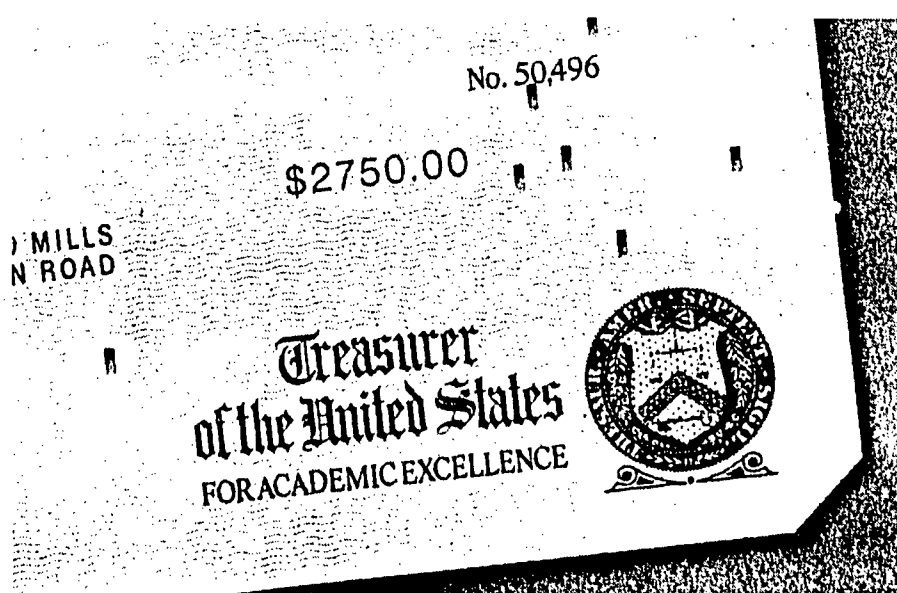 No. 50,496
$2750.00
) MILLS
N ROAD
Treasurer
of the United States
FOR ACADEMIC EXCELLENCE